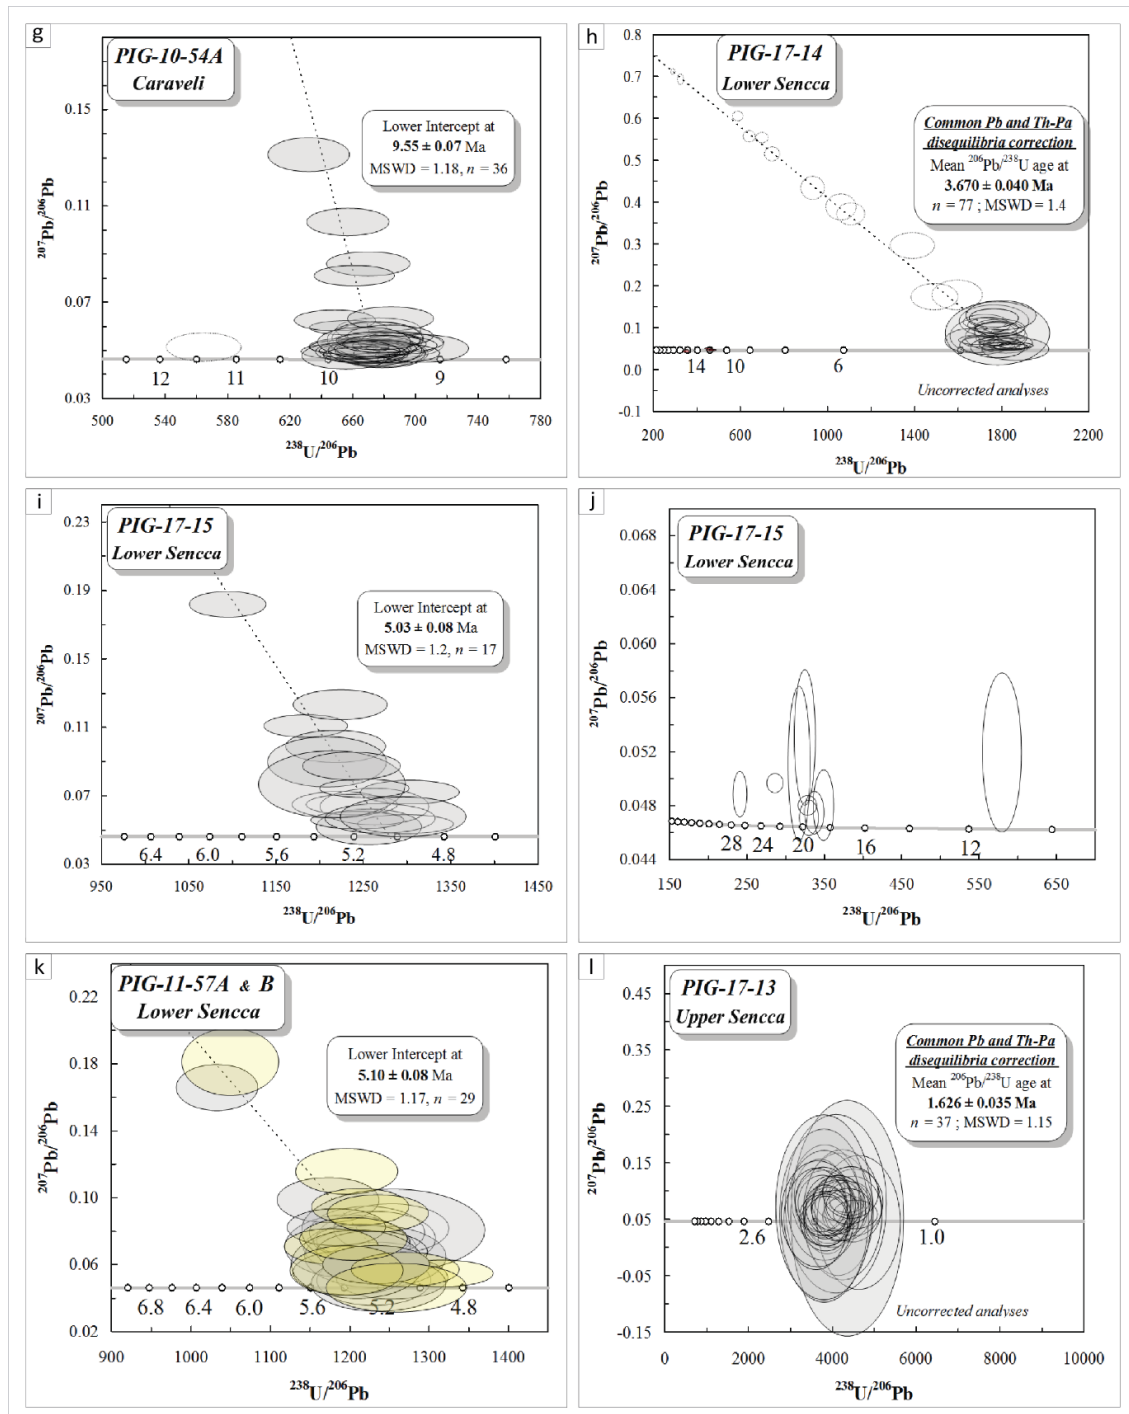 g
PIG-10-54A
Caraveli
Lower Intercept at
9.55 ± 0.07 Ma
MSWD = 1.18, n = 36
0.15
0.11
0.07
0.03
207Pb/206Pb
12 11 10 9
500 540 580 620 660 700 740 780
238U/206Pb
h
PIG-17-14
Lower Sencca
Common Pb and Th-Pa
disequilibria correction
Mean 206Pb/238U age at
3.670 ± 0.040 Ma
n = 77 ; MSWD = 1.4
0.8
0.7
0.6
0.5
0.4
0.3
0.2
0.1
0.0
-0.1
207Pb/206Pb
14 10 6
Uncorrected analyses
200 600 1000 1400 1800 2200
238U/206Pb
i
PIG-17-15
Lower Sencca
Lower Intercept at
5.03 ± 0.08 Ma
MSWD = 1.2, n = 17
0.23
0.19
0.15
0.11
0.07
0.03
207Pb/206Pb
6.4 6.0 5.6 5.2 4.8
950 1050 1150 1250 1350 1450
238U/206Pb
j
PIG-17-15
Lower Sencca
0.068
0.064
0.060
0.056
0.052
0.048
0.044
207Pb/206Pb
28 24 20 16 12
150 250 350 450 550 650
238U/206Pb
k
PIG-11-57A & B
Lower Sencca
Lower Intercept at
5.10 ± 0.08 Ma
MSWD = 1.17, n = 29
0.22
0.18
0.14
0.10
0.06
0.02
207Pb/206Pb
6.8 6.4 6.0 5.6 5.2 4.8
900 1000 1100 1200 1300 1400
238U/206Pb
l
PIG-17-13
Upper Sencca
Common Pb and Th-Pa
disequilibria correction
Mean 206Pb/238U age at
1.626 ± 0.035 Ma
n = 37 ; MSWD = 1.15
0.45
0.35
0.25
0.15
0.05
-0.05
-0.15
207Pb/206Pb
2.6 1.0
Uncorrected analyses
0 2000 4000 6000 8000 10000
238U/206Pb